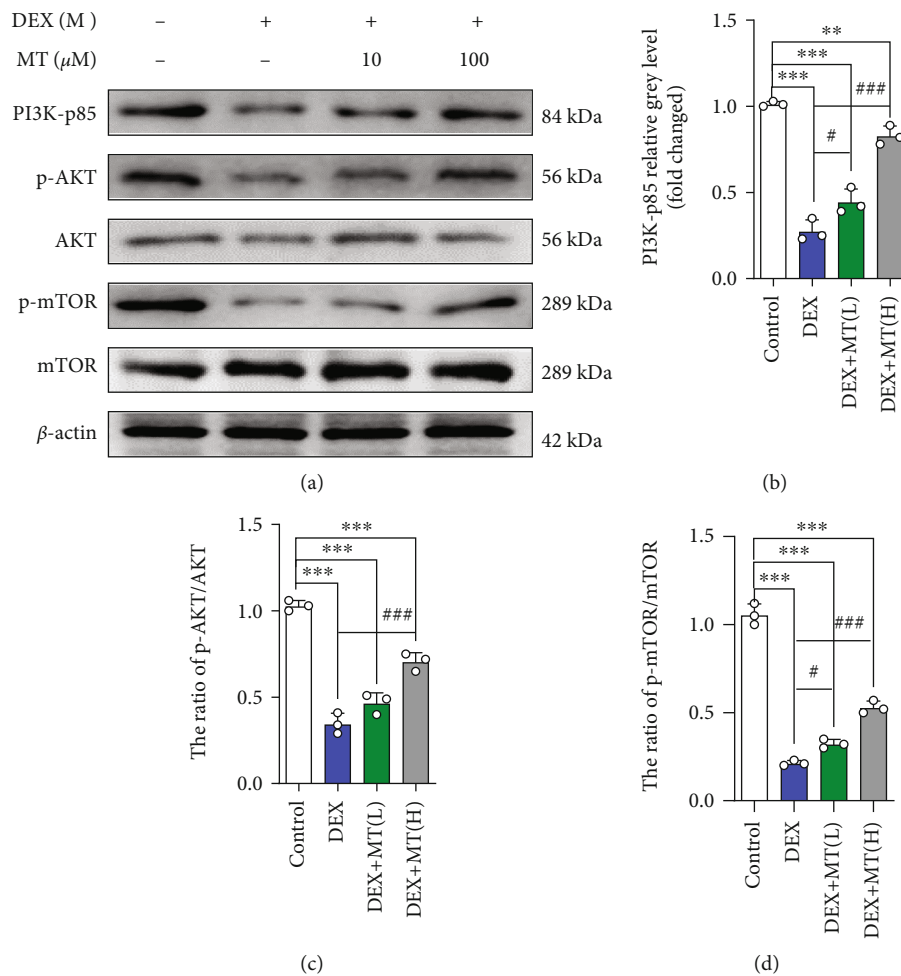 DEX (M ) – + + +
MT (μM) – – 10 100
PI3K-p85 84 kDa
p-AKT 56 kDa
AKT 56 kDa
p-mTOR 289 kDa
mTOR 289 kDa
β-actin 42 kDa
(a)
PI3K-p85 relative grey level
(fold changed)
1.5
1.0
0.5
0.0
**
***
***
###
#
Control
DEX
DEX+MT(L)
DEX+MT(H)
(b)
The ratio of p-AKT/AKT
1.5
1.0
0.5
0.0
***
***
***
###
Control
DEX
DEX+MT(L)
DEX+MT(H)
(c)
The ratio of p-mTOR/mTOR
1.5
1.0
0.5
0.0
***
***
***
###
#
Control
DEX
DEX+MT(L)
DEX+MT(H)
(d)